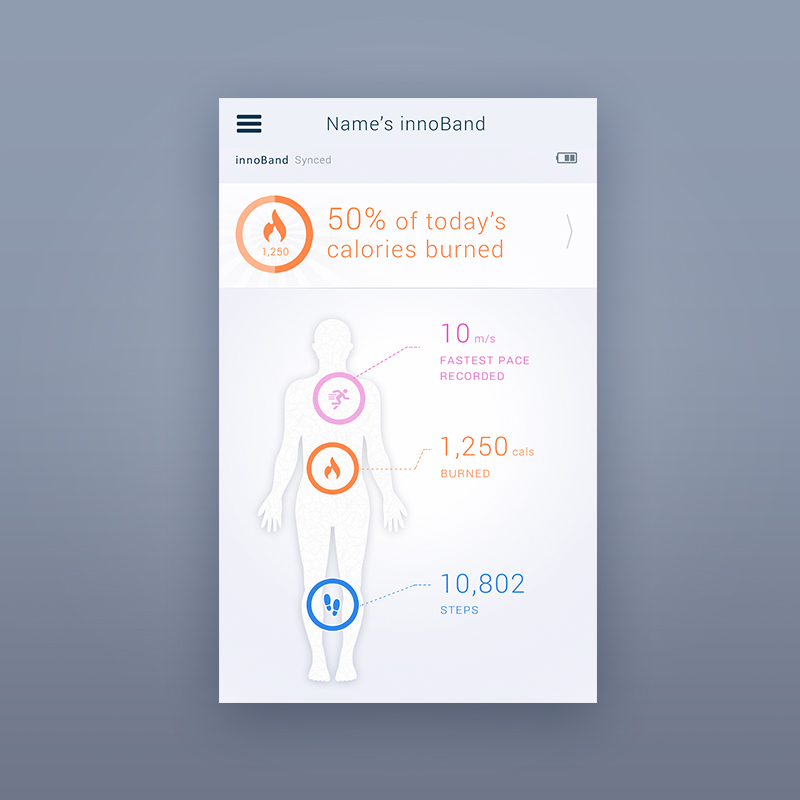 Name's innoBand
innoBand Synced
1,250
50% of today's
calories burned
10 m/s
FASTEST PACE
RECORDED
1,250 cals
BURNED
10,802
STEPS